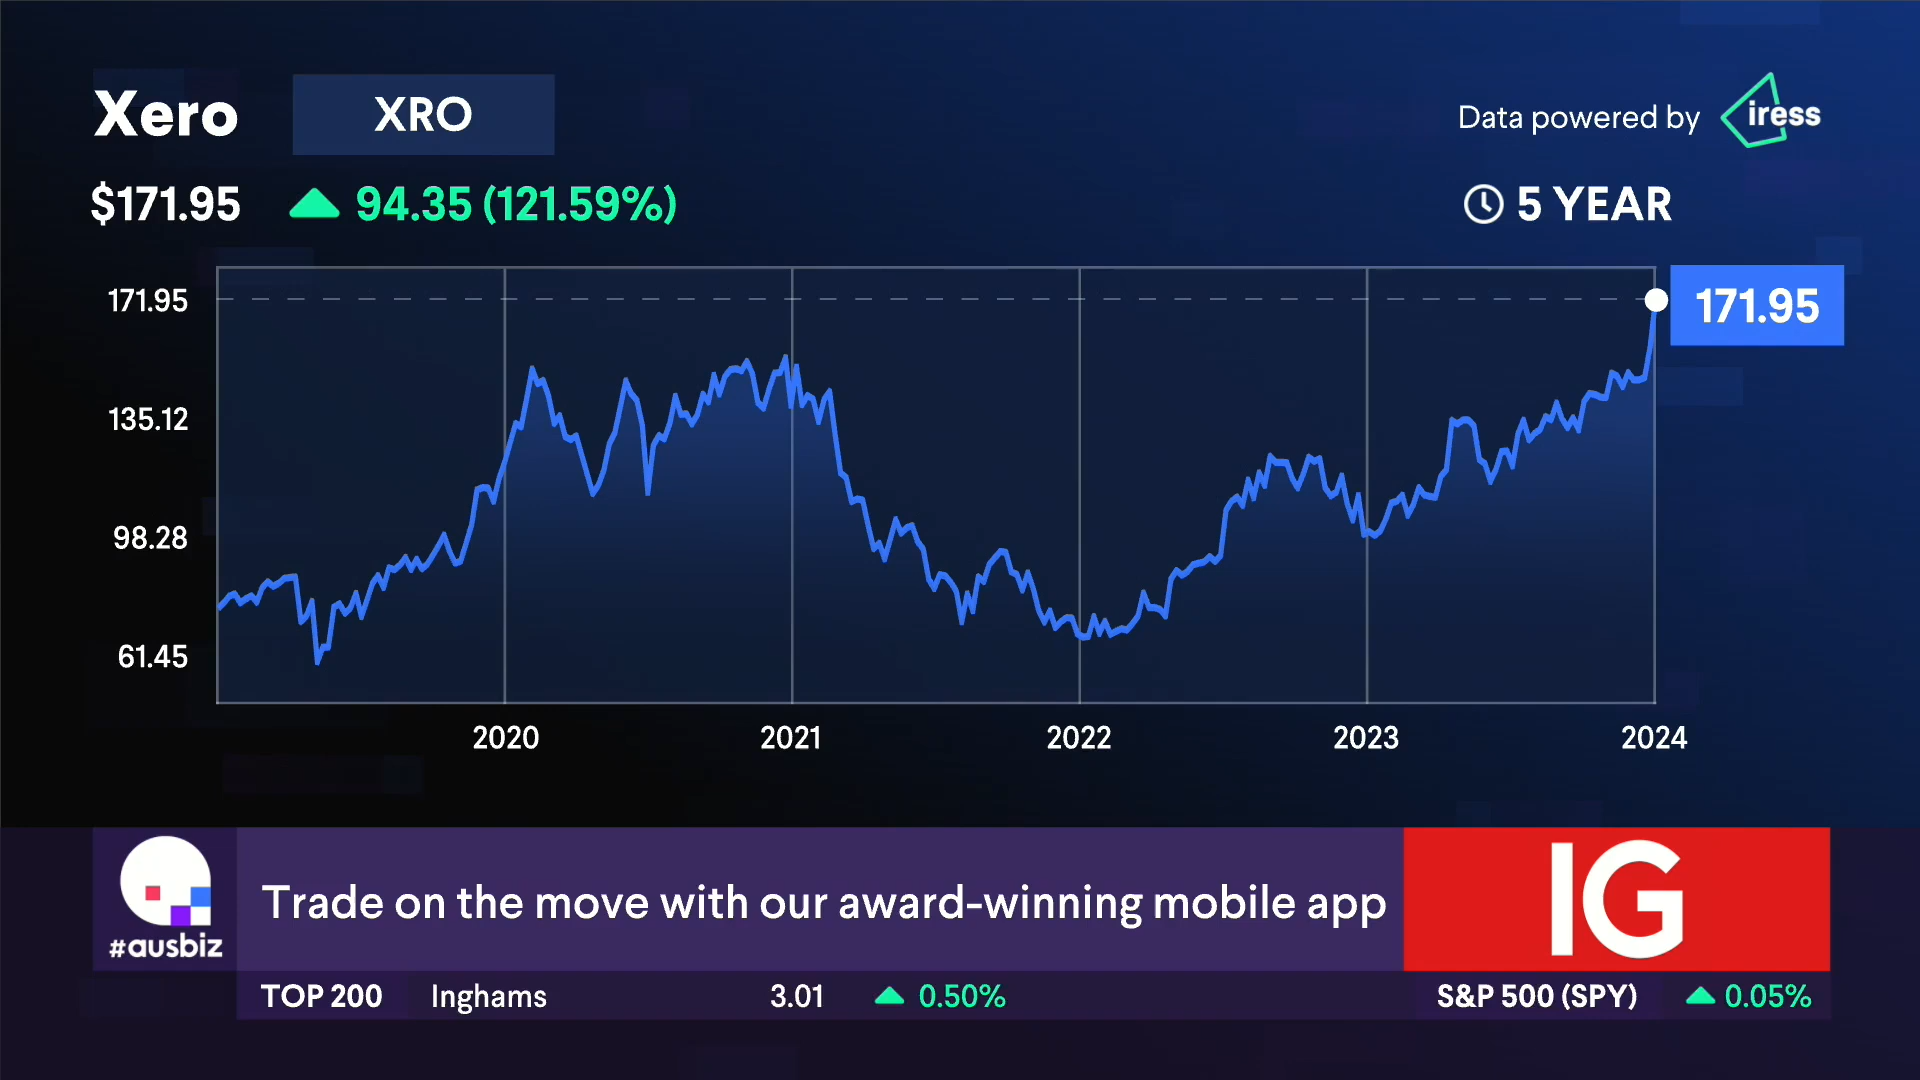 Xero XRO
Data powered by iress
$171.95 94.35 (121.59%)
5 YEAR
171.95
171.95
135.12
98.28
61.45
2020 2021 2022 2023 2024
Trade on the move with our award-winning mobile app
IG
#ausbiz
TOP 200 Inghams 3.01 0.50% S&P 500 (SPY) 0.05%